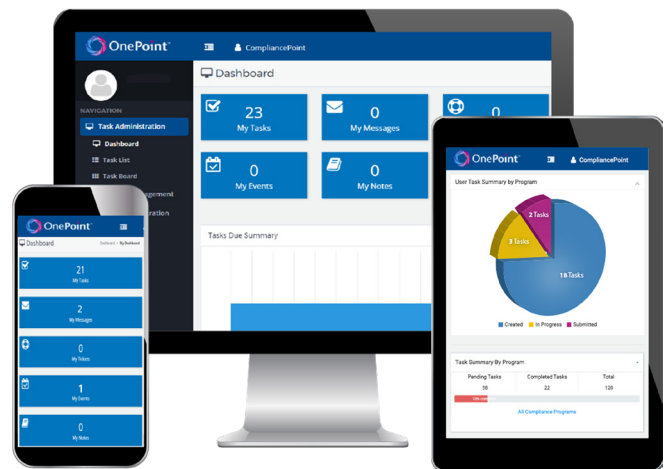 OnePoint
CompliancePoint
Dashboard
NAVIGATION
Task Administration
Dashboard
Task List
Task Board
23
My Tasks
0
My Messages
0
0
My Events
0
My Notes
Tasks Due Summary
OnePoint
Dashboard
Dashboard > My Dashboard
21
My Tasks
2
My Messages
0
My Tickets
1
My Events
0
My Notes
OnePoint
CompliancePoint
User Task Summary by Program
2 Tasks
3 Tasks
18 Tasks
Created In Progress Submitted
Task Summary By Program
Pending Tasks Completed Tasks Total
22 120
All Compliance Programs